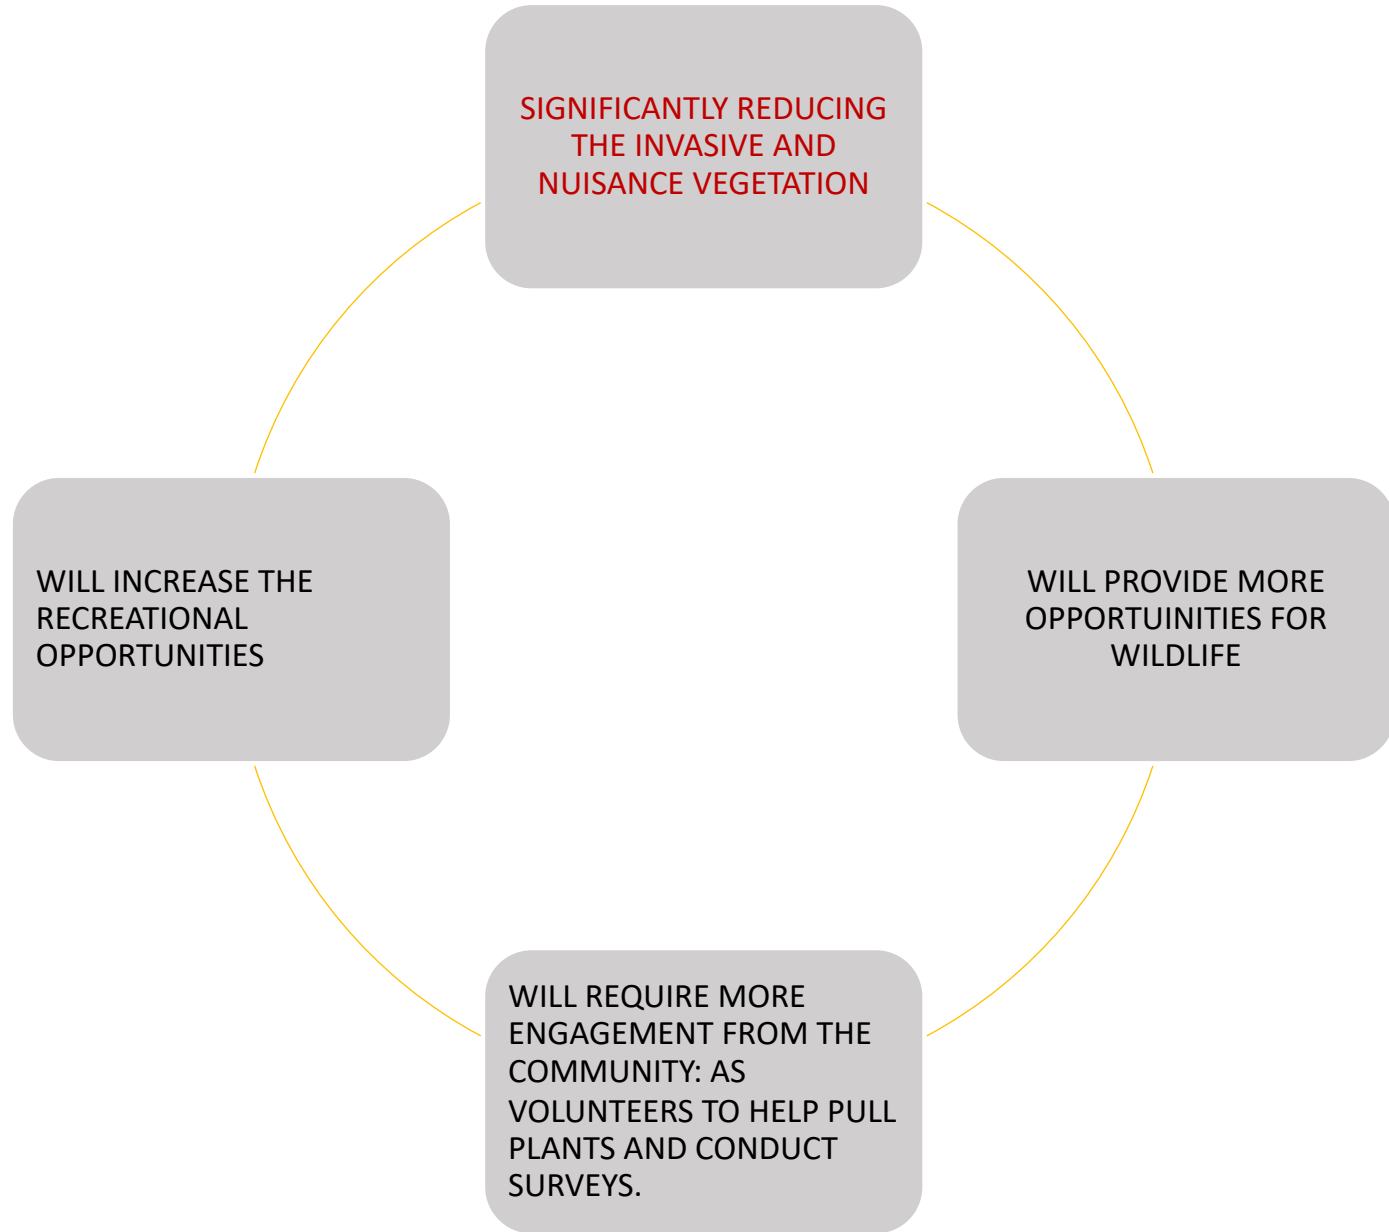 SIGNIFICANTLY REDUCING
THE INVASIVE AND
NUISANCE VEGETATION
WILL INCREASE THE
RECREATIONAL
OPPORTUNITIES
WILL PROVIDE MORE
OPPORTUINITIES FOR
WILDLIFE
WILL REQUIRE MORE
ENGAGEMENT FROM THE
COMMUNITY: AS
VOLUNTEERS TO HELP PULL
PLANTS AND CONDUCT
SURVEYS.